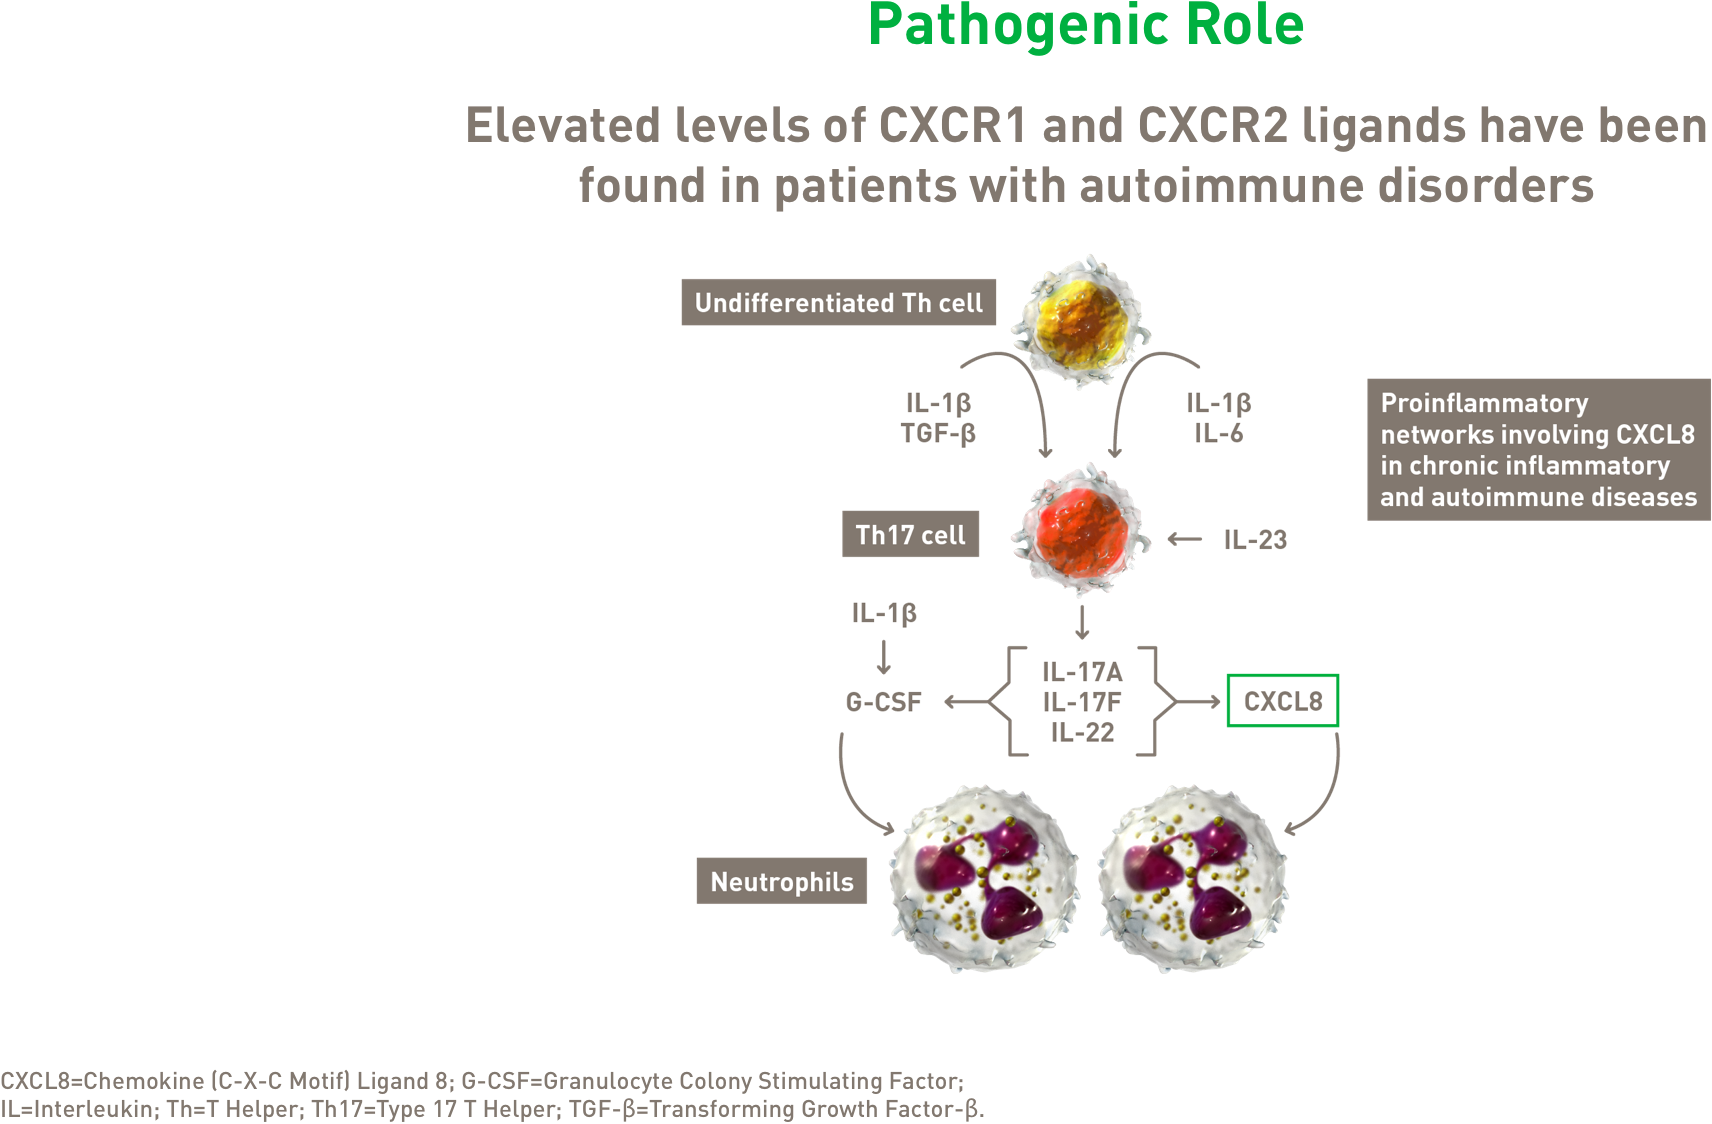 Pathogenic Role
Elevated levels of CXCR1 and CXCR2 ligands have been
found in patients with autoimmune disorders
Undifferentiated Th cell
IL-1β
TGF-β
IL-1β
IL-6
Proinflammatory
networks involving CXCL8
in chronic inflammatory
and autoimmune diseases
Th17 cell
IL-23
IL-1β
G-CSF
IL-17A
IL-17F
IL-22
CXCL8
Neutrophils
CXCL8=Chemokine (C-X-C Motif) Ligand 8; G-CSF=Granulocyte Colony Stimulating Factor;
IL=Interleukin; Th=T Helper; Th17=Type 17 T Helper; TGF-β=Transforming Growth Factor-β.